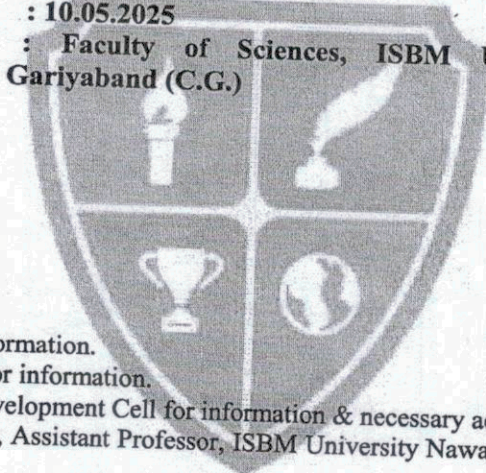 : 10.05.2025
: Faculty of Sciences, ISBM
Gariyaband (C.G.)
ormation.
or information.
velopment Cell for information & necessary a
, Assistant Professor, ISBM University Nawa